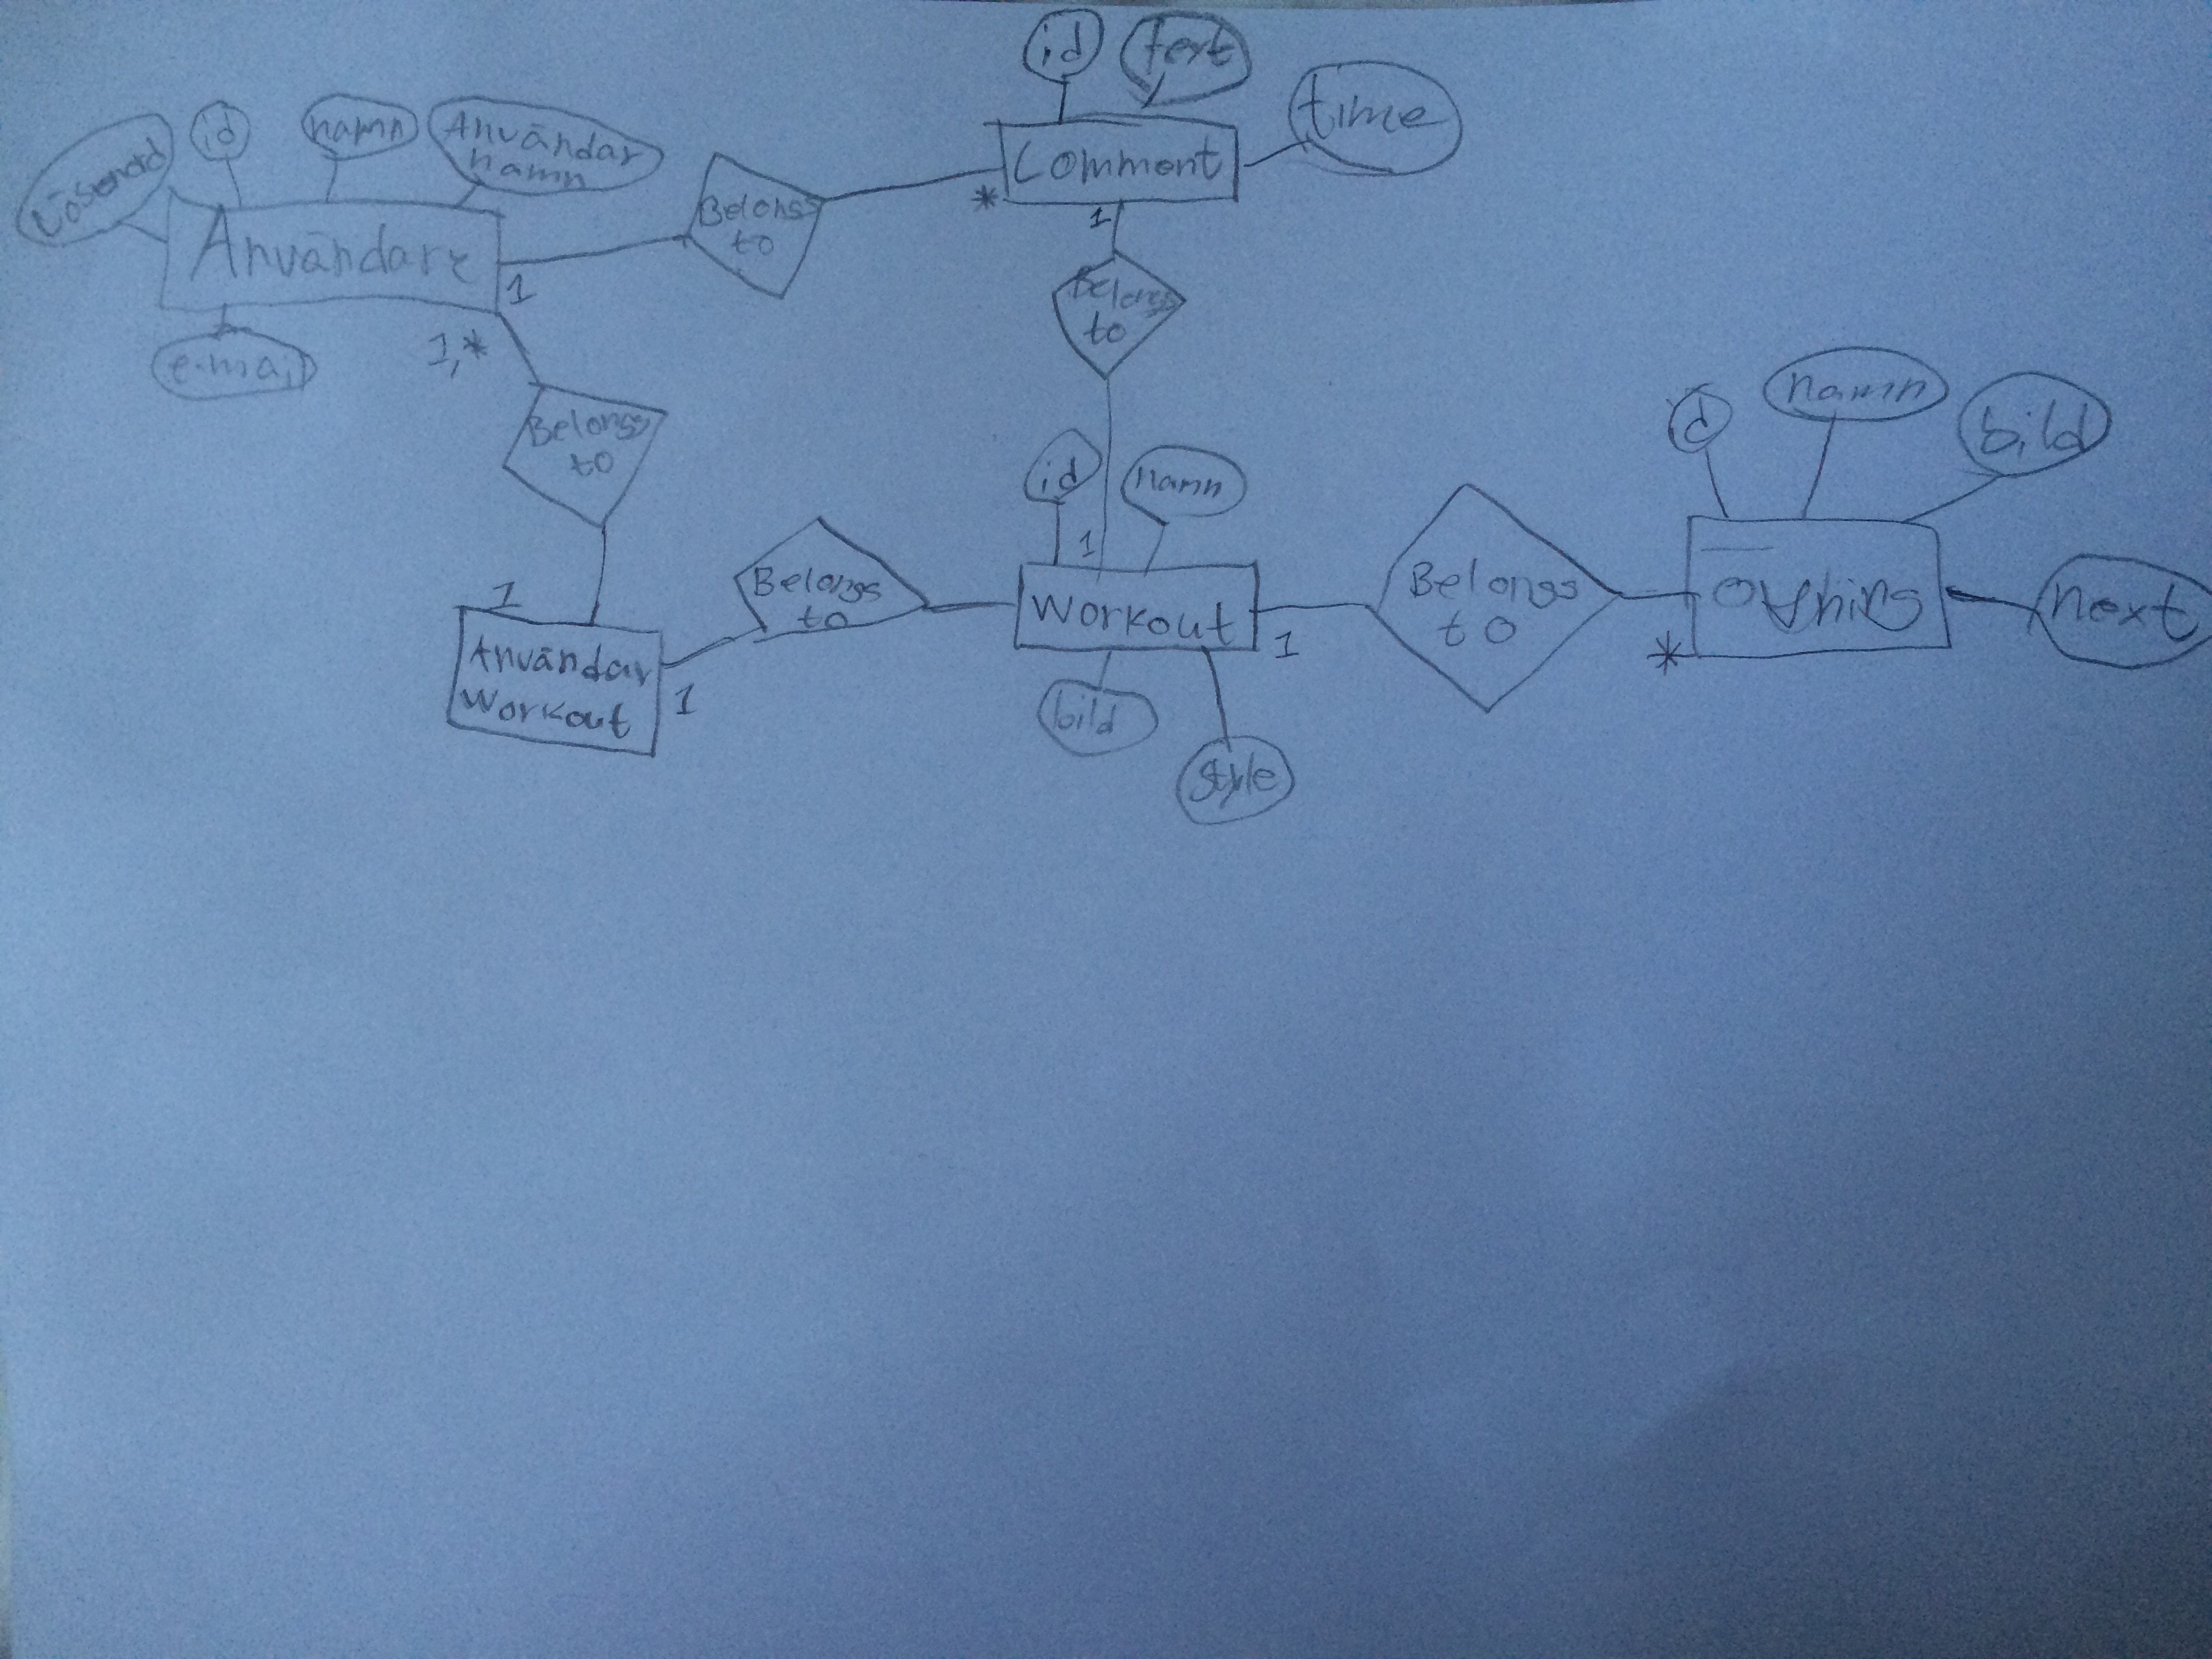 id
text
time
Lösenord
id
namn
Användar
namn
Comment
*
1
Användare
1
Belongs
to
Belongs
to
e-mail
1,*
Belongs
to
id
namn
bild
id
namn
1
1
Belongs
to
Workout
1
Belongs
to
*
next
Användar
Workout
1
bild
style